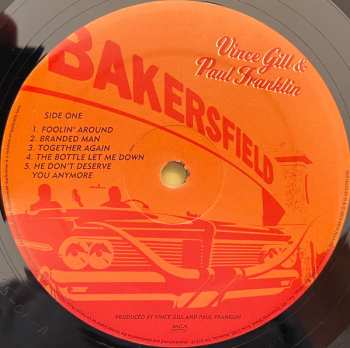 Vince Gill &
Paul Franklin
BAKERSFIELD
SIDE ONE
1. FOOLIN' AROUND
2. BRANDED MAN
3. TOGETHER AGAIN
4. THE BOTTLE LET ME DOWN
5. HE DON'T DESERVE
YOU ANYMORE
PRODUCED BY VINCE GILL AND PAUL FRANKLIN
MCA